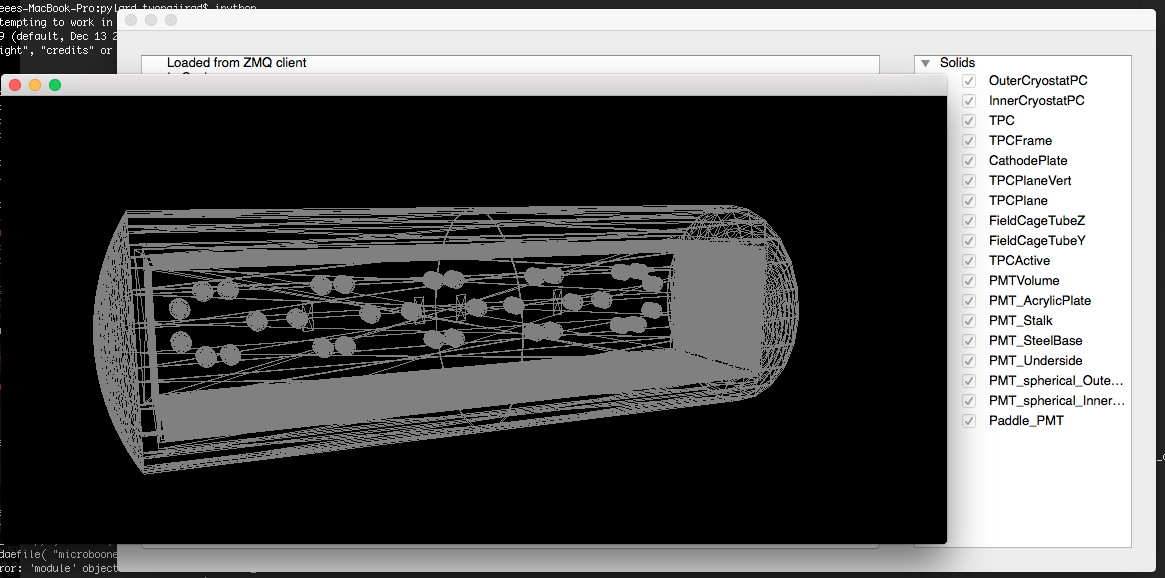 eees-MacBook-Pro:pylard twongjirad$ ipython
tempting to work in
9 (default, Dec 13 2
ight", "credits" or
Loaded from ZMQ client
Solids
OuterCryostatPC
InnerCryostatPC
TPC
TPCFrame
CathodePlate
TPCPlaneVert
TPCPlane
FieldCageTubeZ
FieldCageTubeY
TPCActive
PMTVolume
PMT_AcrylicPlate
PMT_Stalk
PMT_SteelBase
PMT_Underside
PMT_spherical_Oute...
PMT_spherical_Inner...
Paddle_PMT
daefile( "microboone
ror: 'module' object